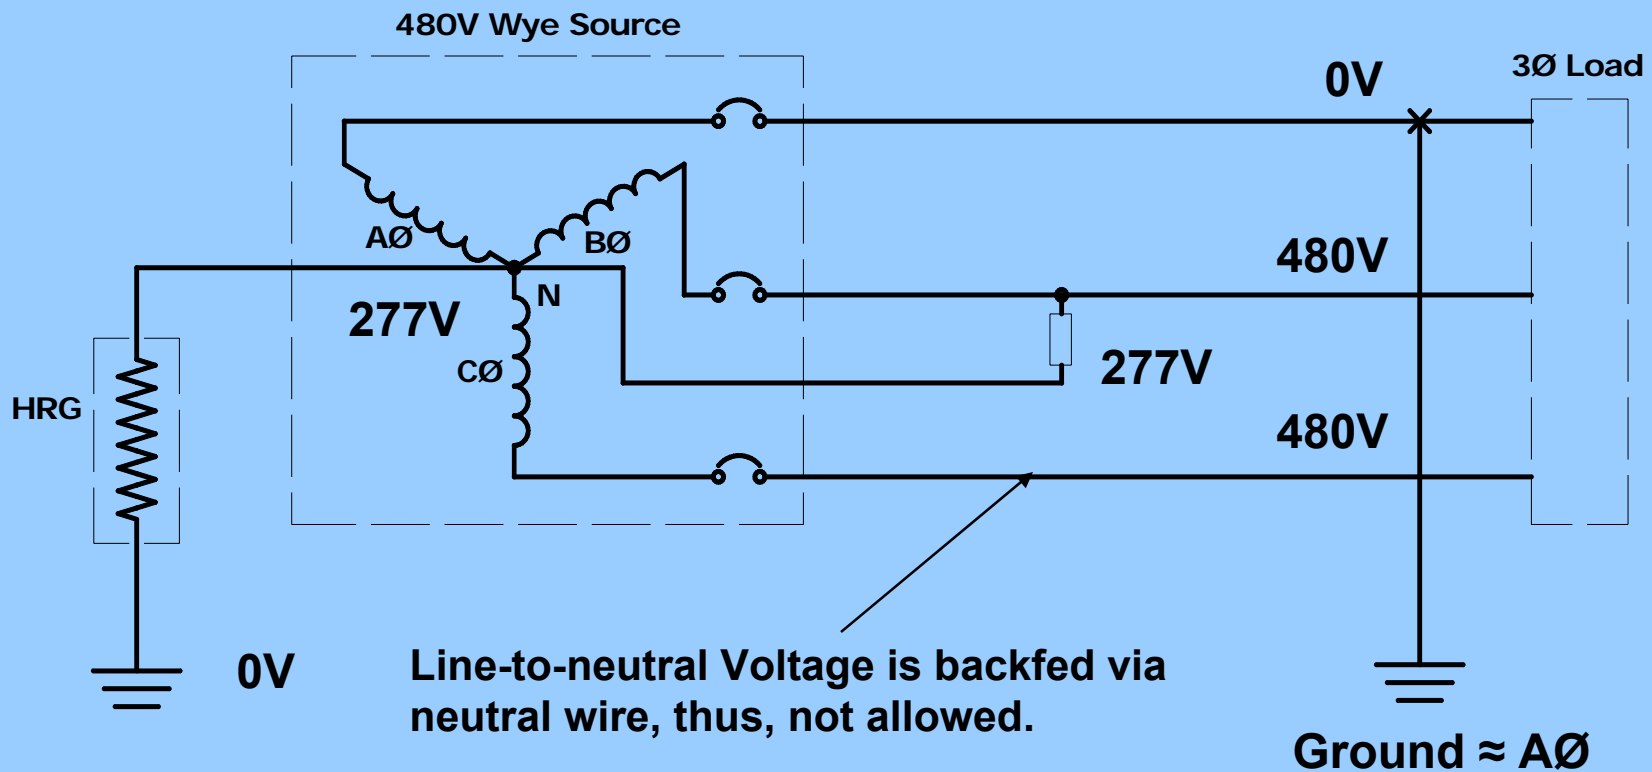 480V Wye Source
3Ø Load
0V
AØ
BØ
480V
N
277V
277V
CØ
HRG
480V
0V
Line-to-neutral Voltage is backfed via
neutral wire, thus, not allowed.
Ground ≈ AØ